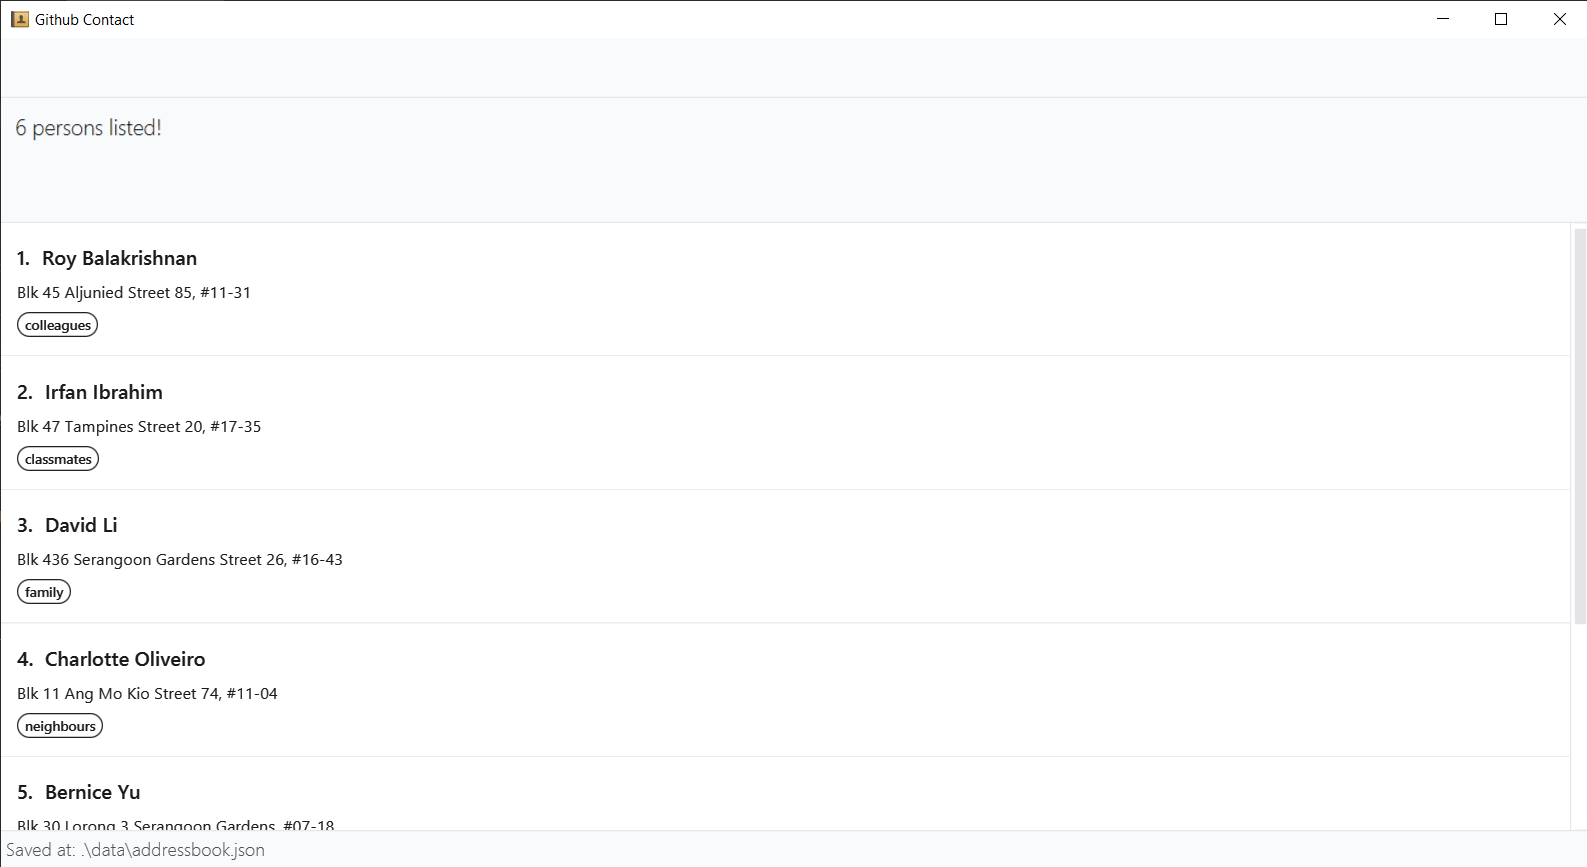 Github Contact
6 persons listed!
1. Roy Balakrishnan
Blk 45 Aljunied Street 85, #11-31
colleagues
2. Irfan Ibrahim
Blk 47 Tampines Street 20, #17-35
classmates
3. David Li
Blk 436 Serangoon Gardens Street 26, #16-43
family
4. Charlotte Oliveiro
Blk 11 Ang Mo Kio Street 74, #11-04
neighbours
5. Bernice Yu
Blk 30 Lorong 3 Serangoon Gardens, #07-18
Saved at: .\data\addressbook.json